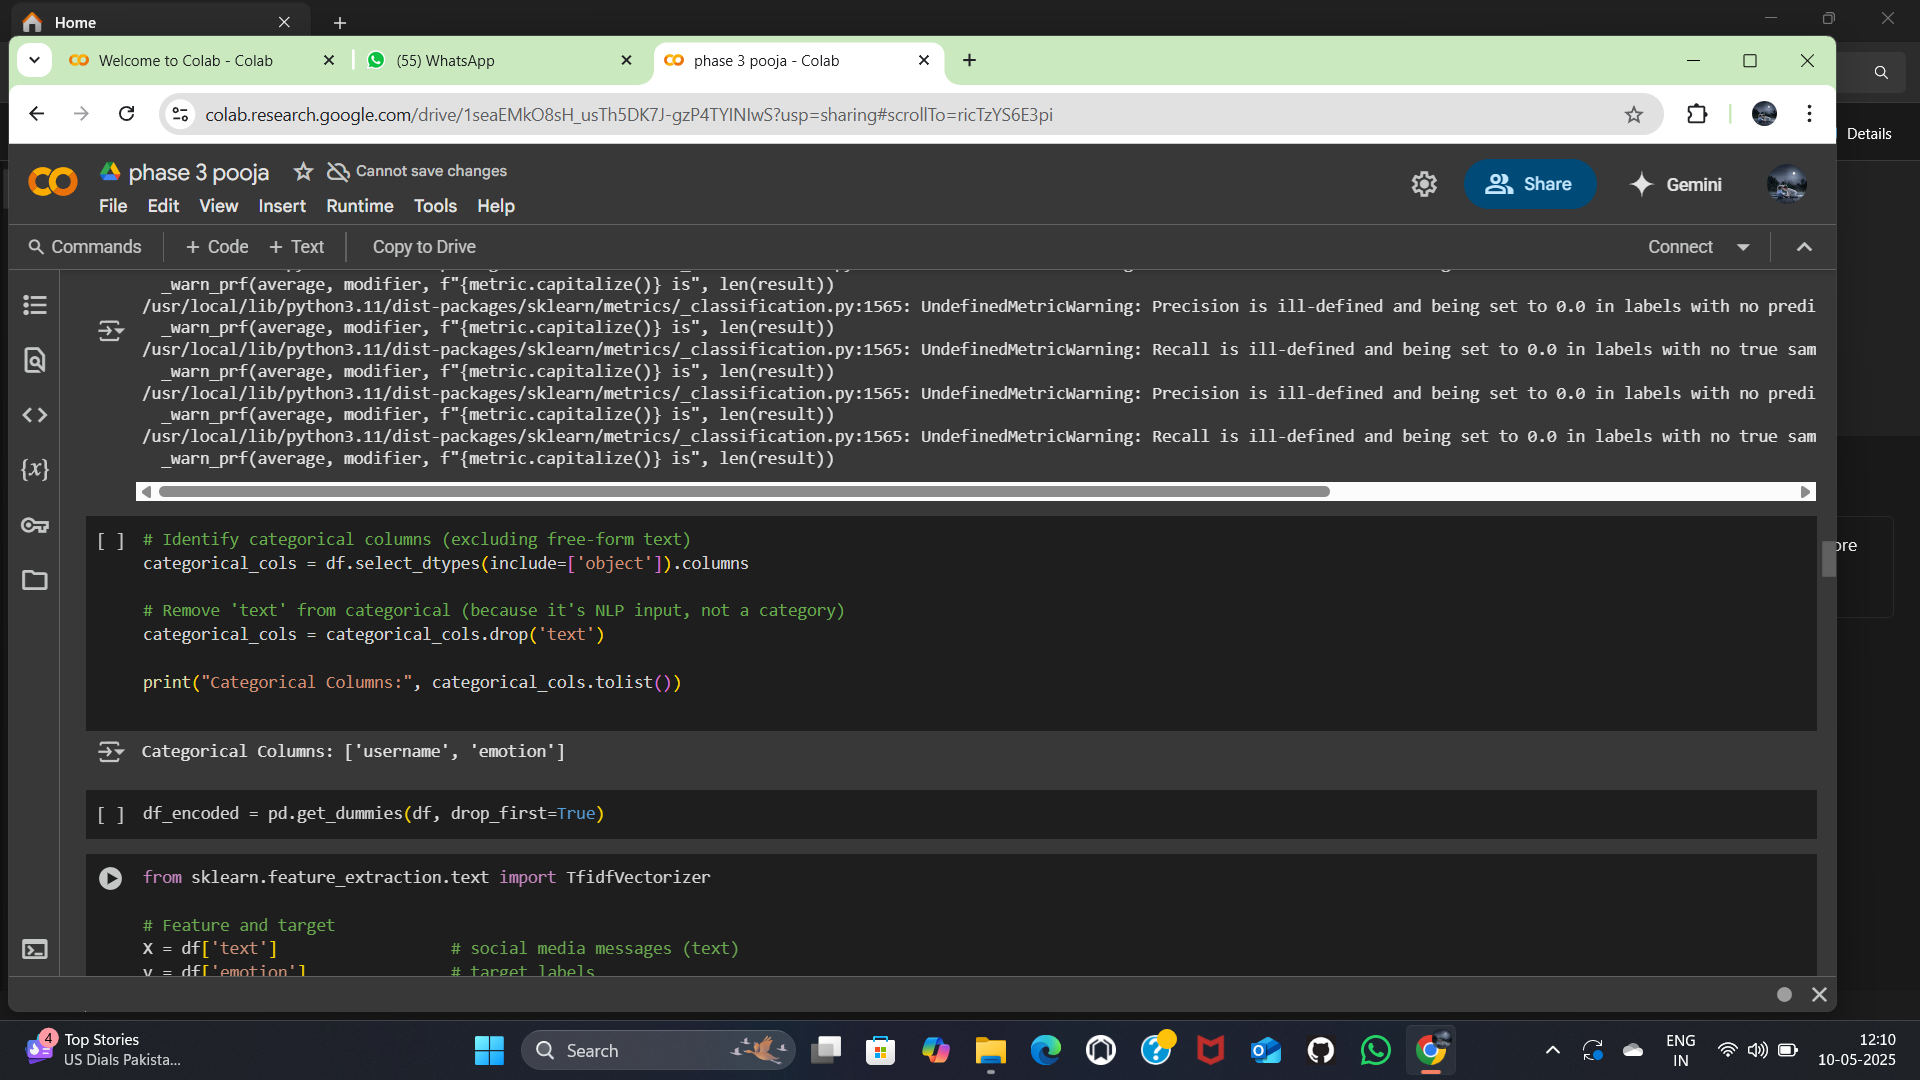 Home
Details
Welcome to Colab - Colab
(55) WhatsApp
phase 3 pooja - Colab
colab.research.google.com/drive/1seaEMkO8sH_usTh5DK7J-gzP4TYINIwS?usp=sharing#scrollTo=ricTzYS6E3pi
phase 3 pooja
Cannot save changes
File Edit View Insert Runtime Tools Help
Share
Gemini
Commands + Code + Text Copy to Drive
Connect
_warn_prf(average, modifier, f"{metric.capitalize()} is", len(result))
/usr/local/lib/python3.11/dist-packages/sklearn/metrics/_classification.py:1565: UndefinedMetricWarning: Precision is ill-defined and being set to 0.0 in labels with no predi
_warn_prf(average, modifier, f"{metric.capitalize()} is", len(result))
/usr/local/lib/python3.11/dist-packages/sklearn/metrics/_classification.py:1565: UndefinedMetricWarning: Recall is ill-defined and being set to 0.0 in labels with no true sam
_warn_prf(average, modifier, f"{metric.capitalize()} is", len(result))
/usr/local/lib/python3.11/dist-packages/sklearn/metrics/_classification.py:1565: UndefinedMetricWarning: Precision is ill-defined and being set to 0.0 in labels with no predi
_warn_prf(average, modifier, f"{metric.capitalize()} is", len(result))
/usr/local/lib/python3.11/dist-packages/sklearn/metrics/_classification.py:1565: UndefinedMetricWarning: Recall is ill-defined and being set to 0.0 in labels with no true sam
_warn_prf(average, modifier, f"{metric.capitalize()} is", len(result))
[ ] # Identify categorical columns (excluding free-form text)
categorical_cols = df.select_dtypes(include=['object']).columns
# Remove 'text' from categorical (because it's NLP input, not a category)
categorical_cols = categorical_cols.drop('text')
print("Categorical Columns:", categorical_cols.tolist())
Categorical Columns: ['username', 'emotion']
[ ] df_encoded = pd.get_dummies(df, drop_first=True)
from sklearn.feature_extraction.text import TfidfVectorizer
# Feature and target
X = df['text'] # social media messages (text)
y = df['emotion'] # target labels
4
Top Stories
US Dials Pakista...
Search
ENG
IN
12:10
10-05-2025